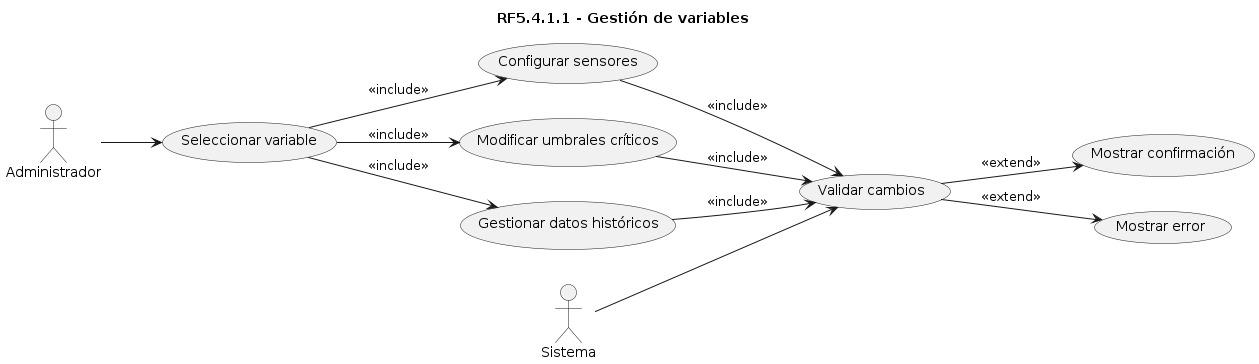 RF5.4.1.1 - Gestión de variables
Configurar sensores
«include»
«include»
Administrador
Seleccionar variable
«include»
Modificar umbrales críticos
«include»
«include»
Gestionar datos históricos
«include»
Validar cambios
«extend»
Mostrar confirmación
«extend»
Mostrar error
Sistema